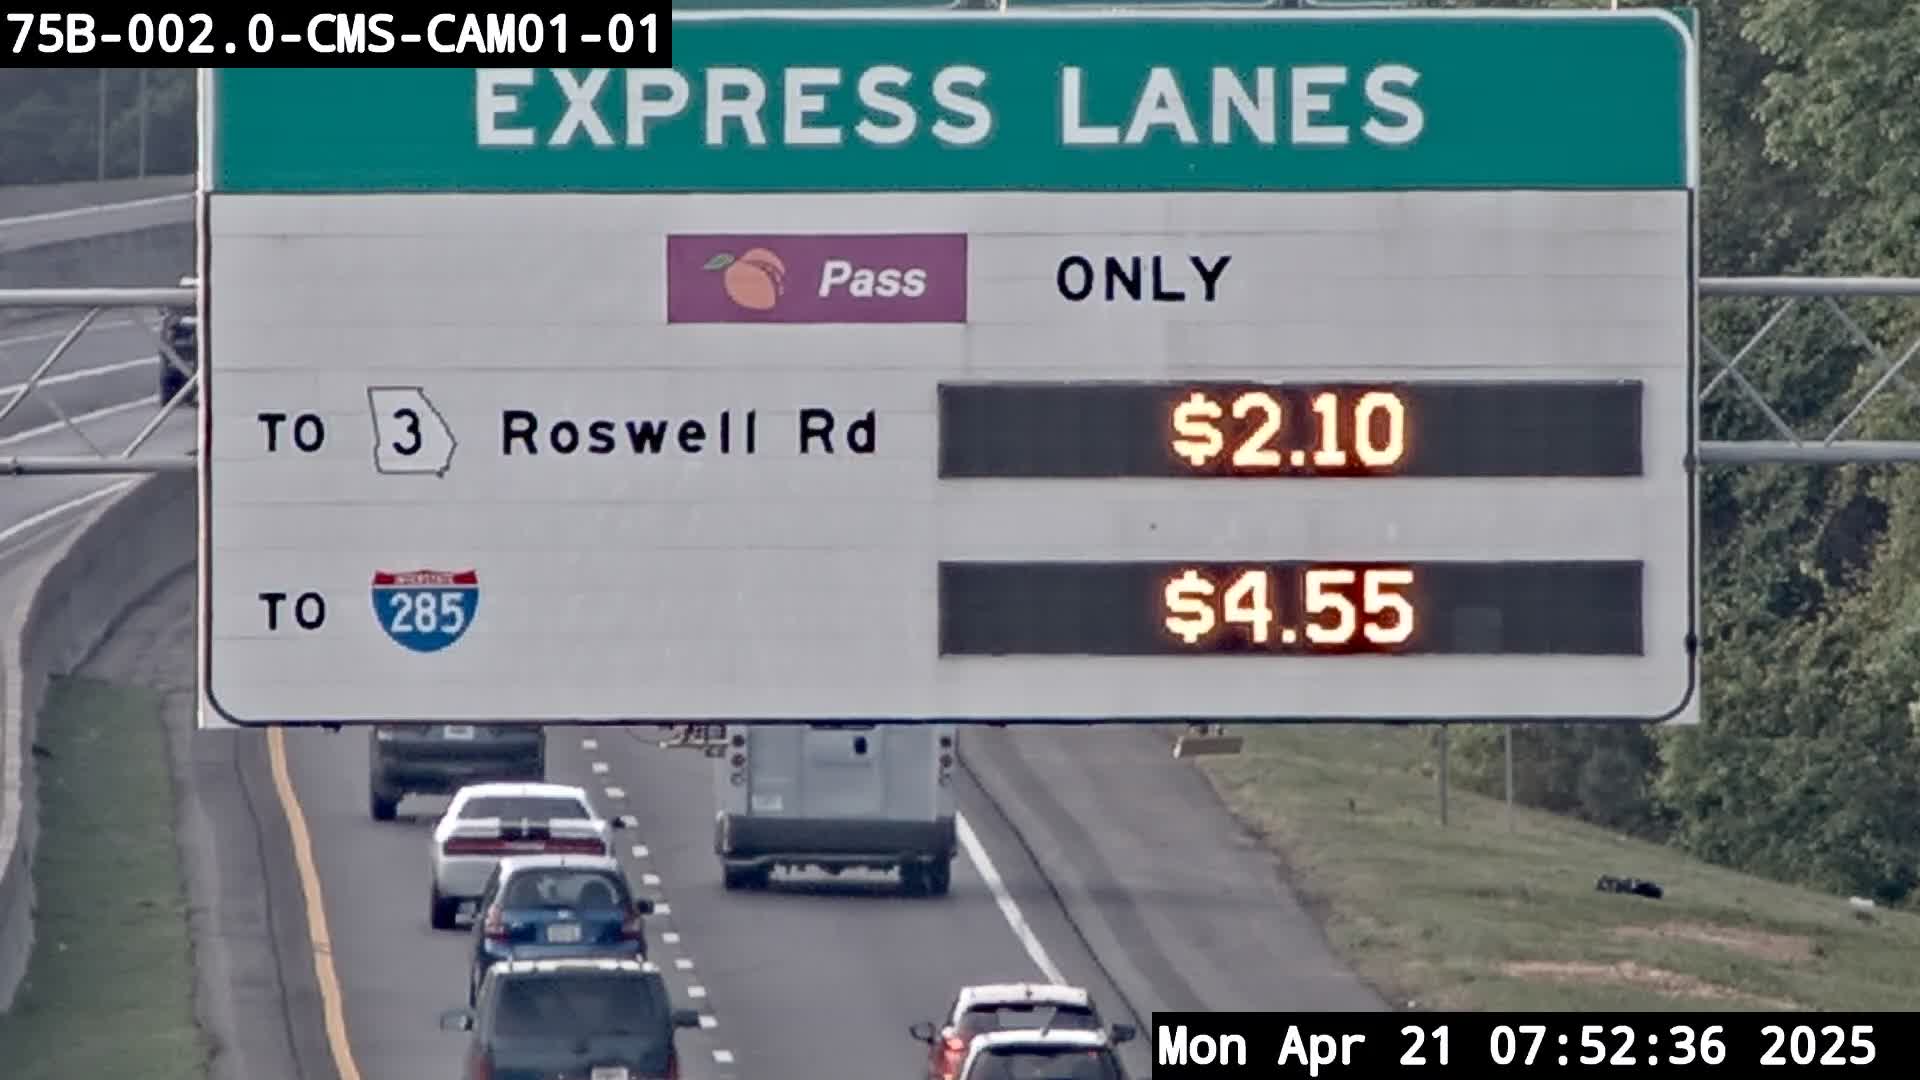 75B-002.0-CMS-CAM01-01
EXPRESS LANES
Pass ONLY
TO 3 Roswell Rd $2.10
TO INTERSTATE 285 $4.55
Mon Apr 21 07:52:36 2025